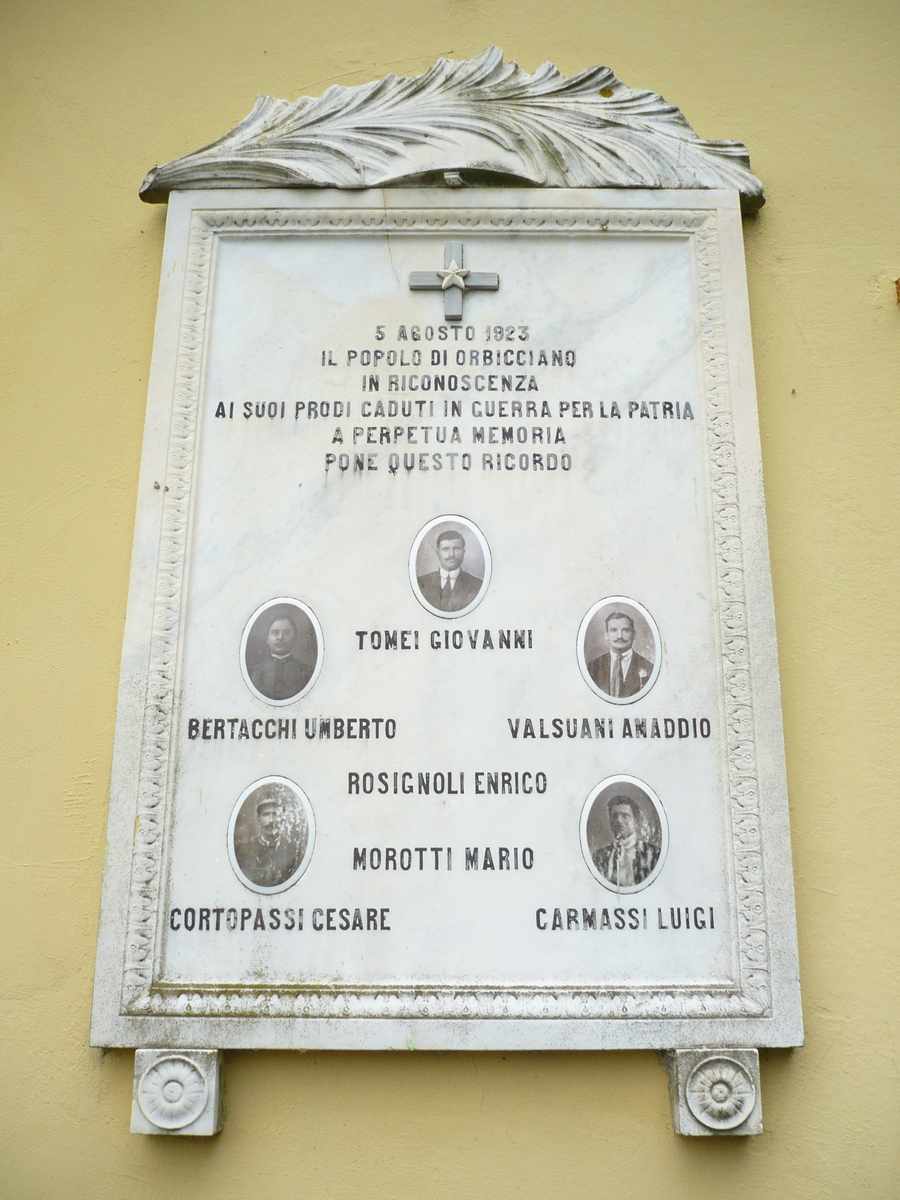 5 AGOSTO 1923
IL POPOLO DI ORBICCIANO
IN RICONOSCENZA
AI SUOI PRODI CADUTI IN GUERRA PER LA PATRIA
A PERPETUA MEMORIA
PONE QUESTO RICORDO
TOMEI GIOVANNI
BERTACCHI UMBERTO
VALSUANI AMADDIO
ROSIGNOLI ENRICO
MOROTTI MARIO
CORTOPASSI CESARE
CARMASSI LUIGI